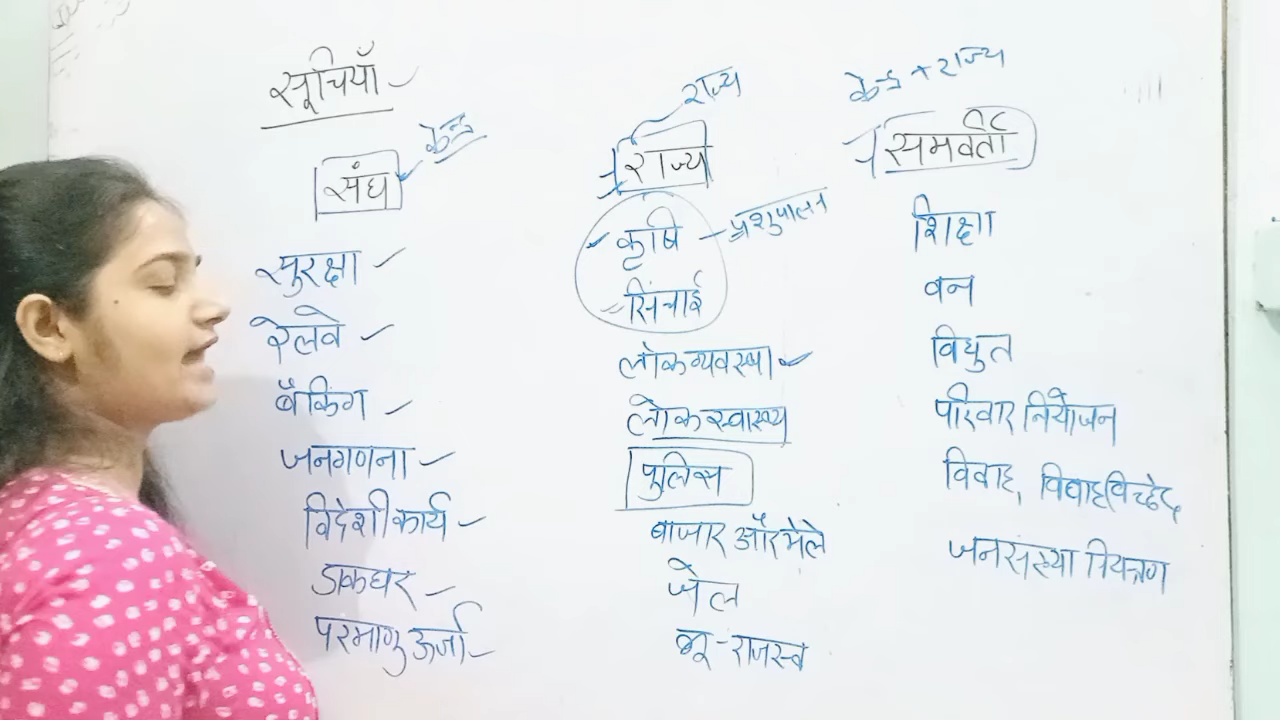 सूचियाँ
केन्द्र
संघ
सुरक्षा
रेलवे
बैंकिंग
जनगणना
विदेशी कार्य
डाकघर
परमाणु ऊर्जा
राज्य
राज्य
कृषि - पशुपालन
सिंचाई
लोकव्यवस्था
लोकस्वास्थ्य
पुलिस
बाजार और मेले
जेल
भू-राजस्व
केन्द्र + राज्य
समवर्ती
शिक्षा
वन
विद्युत
परिवार नियोजन
विवाह, विवाह विच्छेद
जनसंख्या नियंत्रण